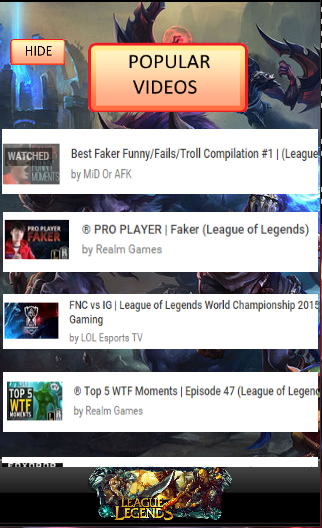 HIDE
POPULAR
VIDEOS
WATCHED
FUNNY
MOMENTS
Best Faker Funny/Fails/Troll Compilation #1 | (League
by MiD Or AFK
PRO PLAYER
FAKER
® PRO PLAYER | Faker (League of Legends)
by Realm Games
FNC vs IG | League of Legends World Championship 2015
Gaming
by LOL Esports TV
TOP 5
WTF
MOMENTS
® Top 5 WTF Moments | Episode 47 (League of Legend
by Realm Games
LEAGUE
LEGENDS